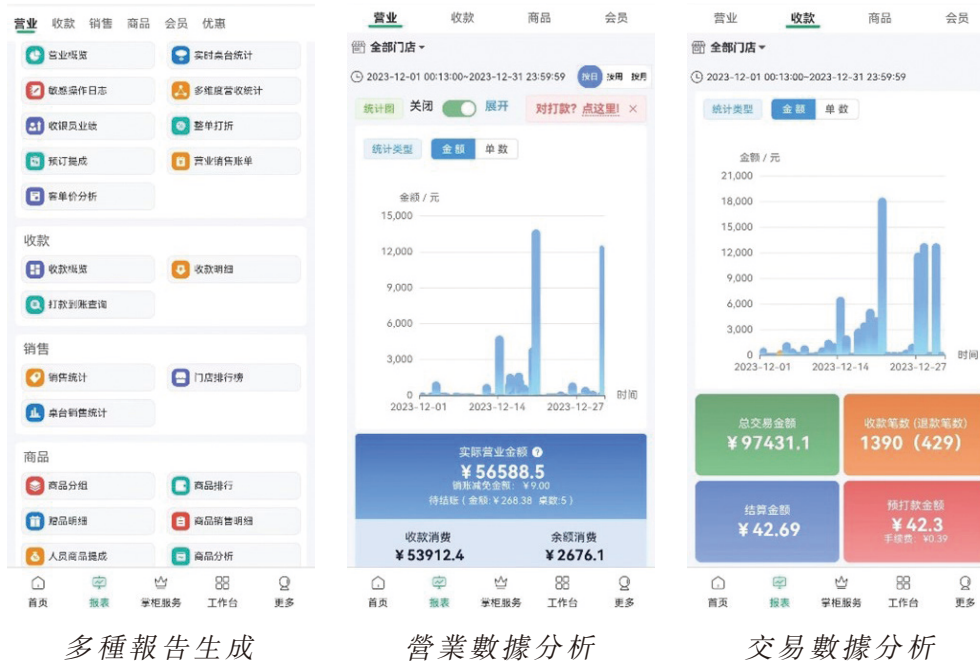 营业 收款 销售 商品 会员 优惠
营业概览 实时桌台统计
敏感操作日志 多维度营收统计
收银员业绩 整单打折
预订提成 营业销售账单
客单价分析
收款
收款概览 收款明细
打款到账查询
销售
销售统计 门店排行榜
桌台销售统计
商品
商品分组 商品排行
赠品明细 商品销售明细
人员商品提成 商品分析
首页 报表 掌柜服务 工作台 更多
多種報告生成
营业 收款 商品 会员
全部门店
2023-12-01 00:13:00~2023-12-31 23:59:59 按日 按周 按月
统计图 关闭 展开 对打款? 点这里! ×
统计类型 金额 单数
金额 / 元
15,000
12,000
9,000
6,000
3,000
0
时间
2023-12-01 2023-12-14 2023-12-27
实际营业金额 ?
¥56588.5
销账减免金额: ¥9.00
待结账(金额:¥268.38 桌数:5)
收款消费 余额消费
¥53912.4 ¥2676.1
首页 报表 掌柜服务 工作台 更多
營業數據分析
营业 收款 商品 会员
全部门店
2023-12-01 00:13:00~2023-12-31 23:59:59
统计类型 金额 单数
金额 / 元
21,000
18,000
15,000
12,000
9,000
6,000
3,000
0
时间
2023-12-01 2023-12-14 2023-12-27
总交易金额 收款笔数 (退款笔数)
¥97431.1 1390 (429)
结算金额 预打款金额
¥42.69 ¥42.3
手续费: ¥0.39
首页 报表 掌柜服务 工作台 更多
交易數據分析